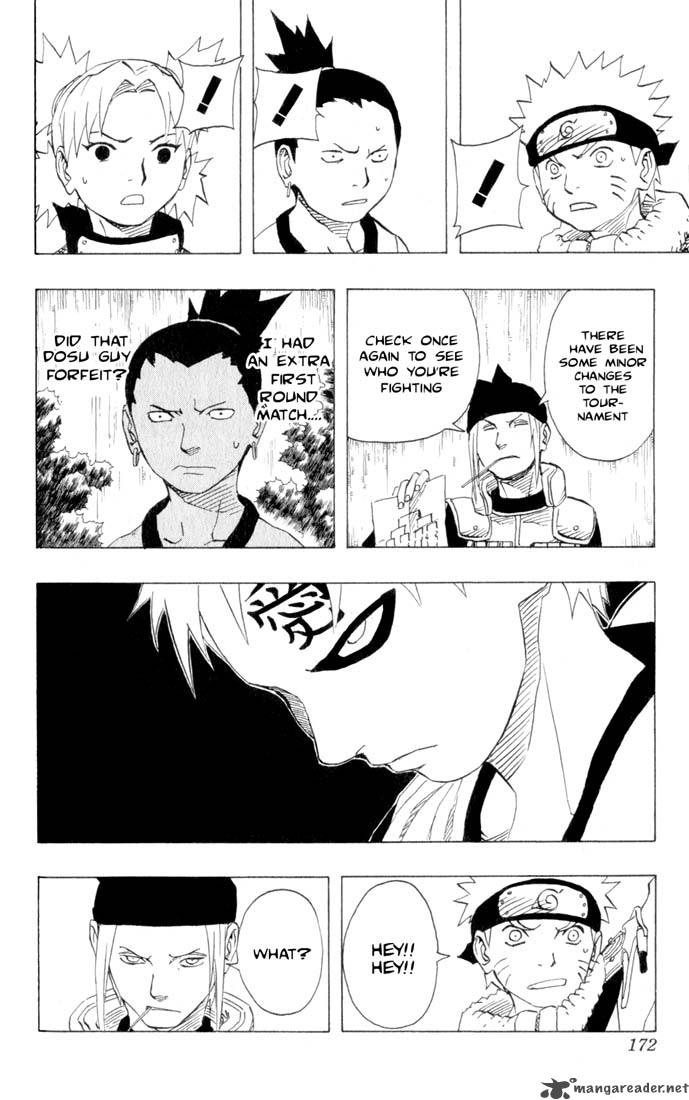 !
!
!
THERE
HAVE BEEN
SOME MINOR
CHANGES
TO THE
TOUR-
NAMENT
CHECK ONCE
AGAIN TO SEE
WHO YOU'RE
FIGHTING
I HAD
AN EXTRA
FIRST
ROUND
MATCH....
DID THAT
DOSU GUY
FORFEIT?
愛
HEY!!
HEY!!
WHAT?
172
mangareader.net